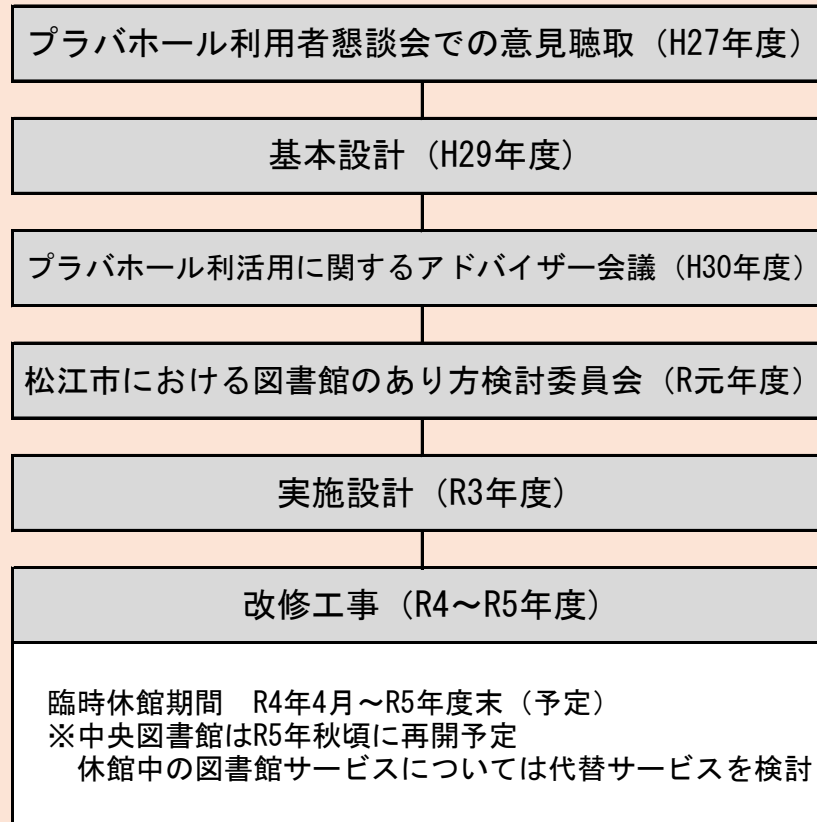 プラバホール利用者懇談会での意見聴取（H27年度）
基本設計（H29年度）
プラバホール利活用に関するアドバイザー会議（H30年度）
松江市における図書館のあり方検討委員会（R元年度）
実施設計（R3年度）
改修工事（R4～R5年度）
臨時休館期間　R4年4月～R5年度末（予定）
※中央図書館はR5年秋頃に再開予定
休館中の図書館サービスについては代替サービスを検討